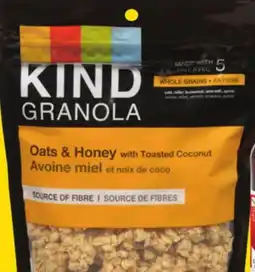 KIND
GRANOLA
MADE WITH 5
WHOLE GRAINS
Oats & Honey with Toasted Coconut
Avoine miel et noix de coco
SOURCE OF FIBRE | SOURCE DE FIBRES